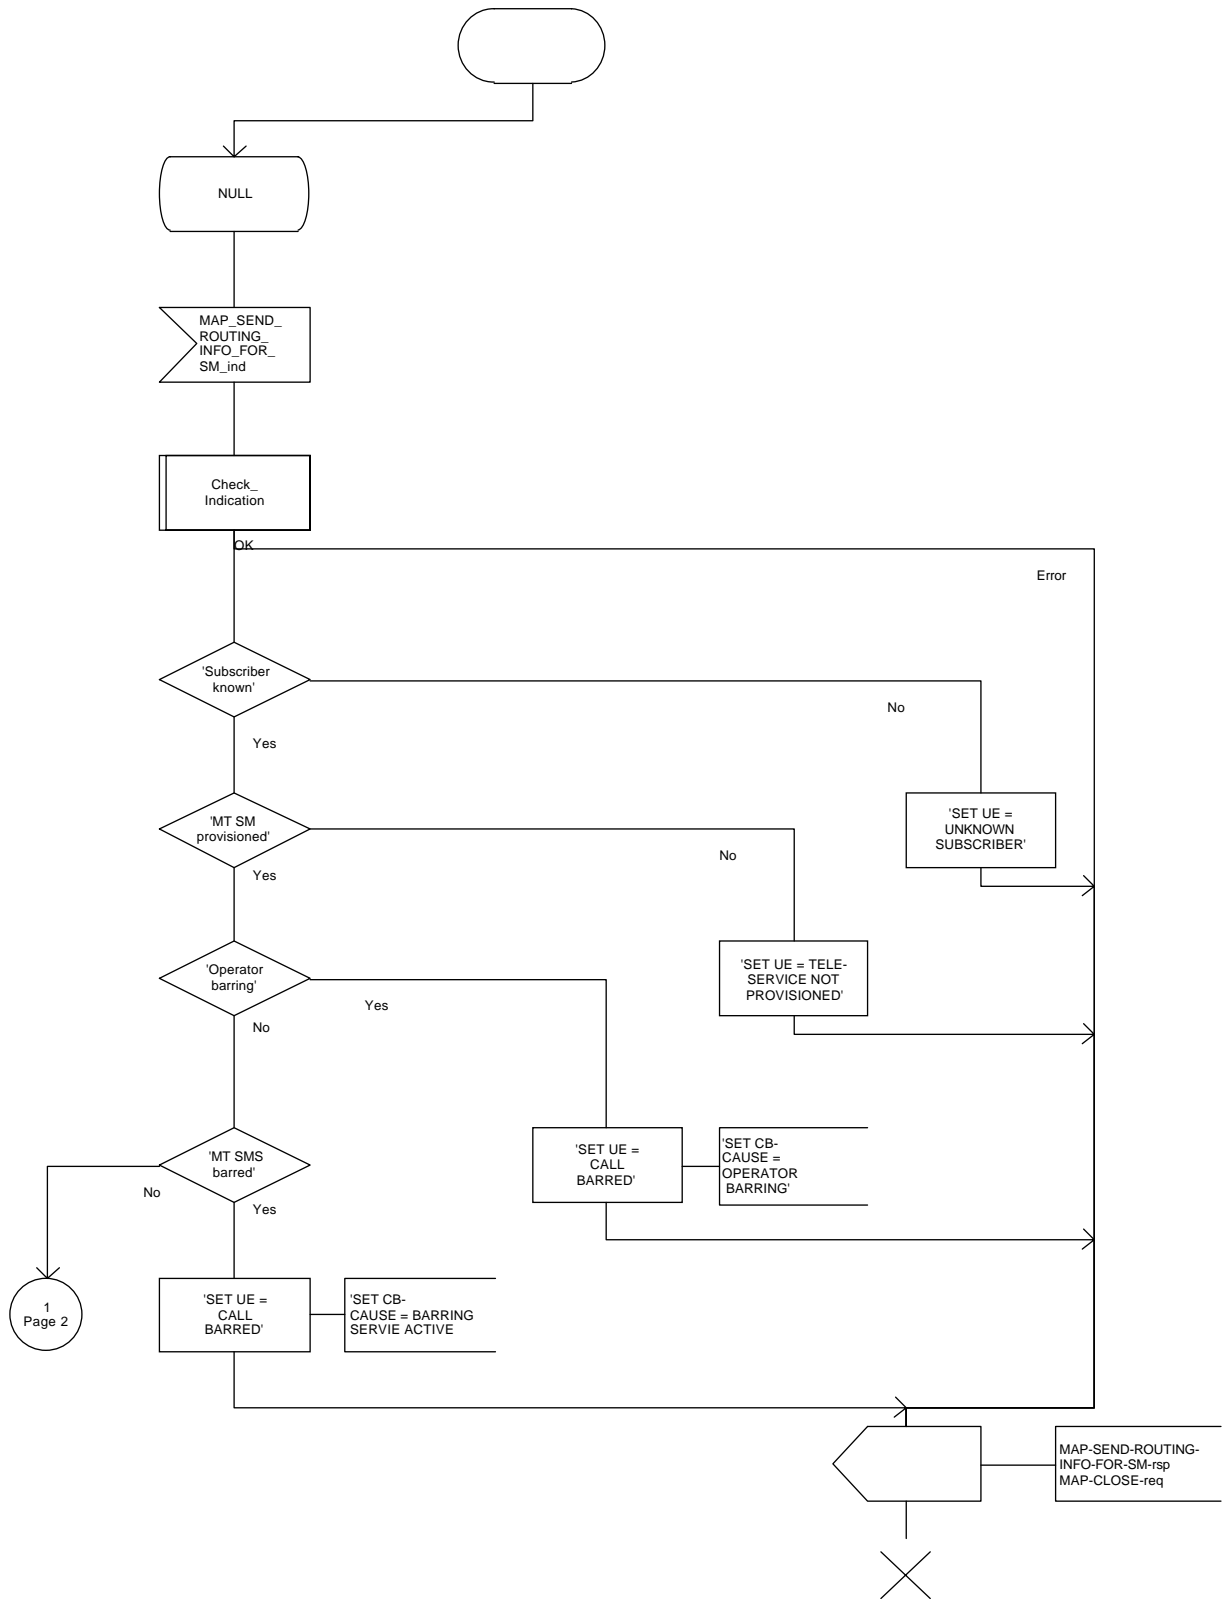 NULL
MAP_SEND_
ROUTING_
INFO_FOR_
SM_ind
Check_
Indication
OK
Error
'Subscriber
known'
No
Yes
'MT SM
provisioned'
No
Yes
'SET UE =
UNKNOWN
SUBSCRIBER'
'Operator
barring'
Yes
No
'SET UE = TELE-
SERVICE NOT
PROVISIONED'
'MT SMS
barred'
No
Yes
'SET UE =
CALL
BARRED'
'SET CB-
CAUSE =
OPERATOR
BARRING'
1
Page 2
'SET UE =
CALL
BARRED'
'SET CB-
CAUSE = BARRING
SERVIE ACTIVE
MAP-SEND-ROUTING-
INFO-FOR-SM-rsp
MAP-CLOSE-req